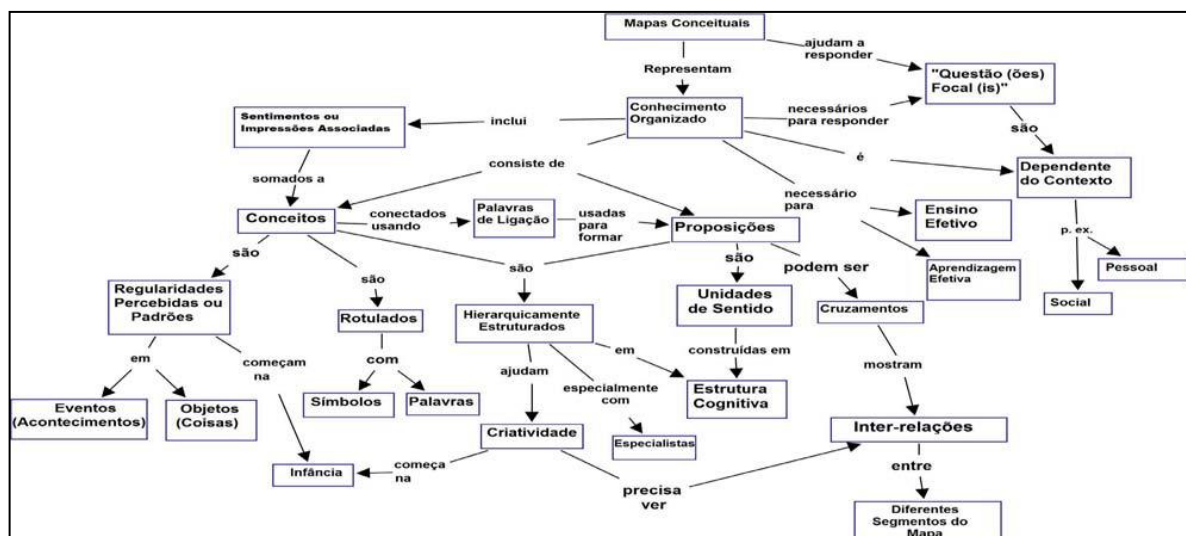 Mapas Conceituais
ajudam a
responder
Representam
"Questão (ões)
Focal (is)"
Sentimentos ou
Impressões Associadas
inclui
Conhecimento
Organizado
necessários
para responder
são
consiste de
é
Dependente
do Contexto
somados a
necessário
para
Conceitos
conectados
usando
Palavras
de Ligação
usadas
para
formar
Proposições
Ensino
Efetivo
p. ex.
são
são
são
são
podem ser
Aprendizagem
Efetiva
Pessoal
Social
Regularidades
Percebidas ou
Padrões
Rotulados
Hierarquicamente
Estruturados
Unidades
de Sentido
Cruzamentos
em
começam
na
com
ajudam
em
construídas em
mostram
especialmente
com
Eventos
(Acontecimentos)
Objetos
(Coisas)
Símbolos
Palavras
Estrutura
Cognitiva
Criatividade
Especialistas
Inter-relações
Infância
começa
na
precisa
ver
entre
Diferentes
Segmentos do
Mapa